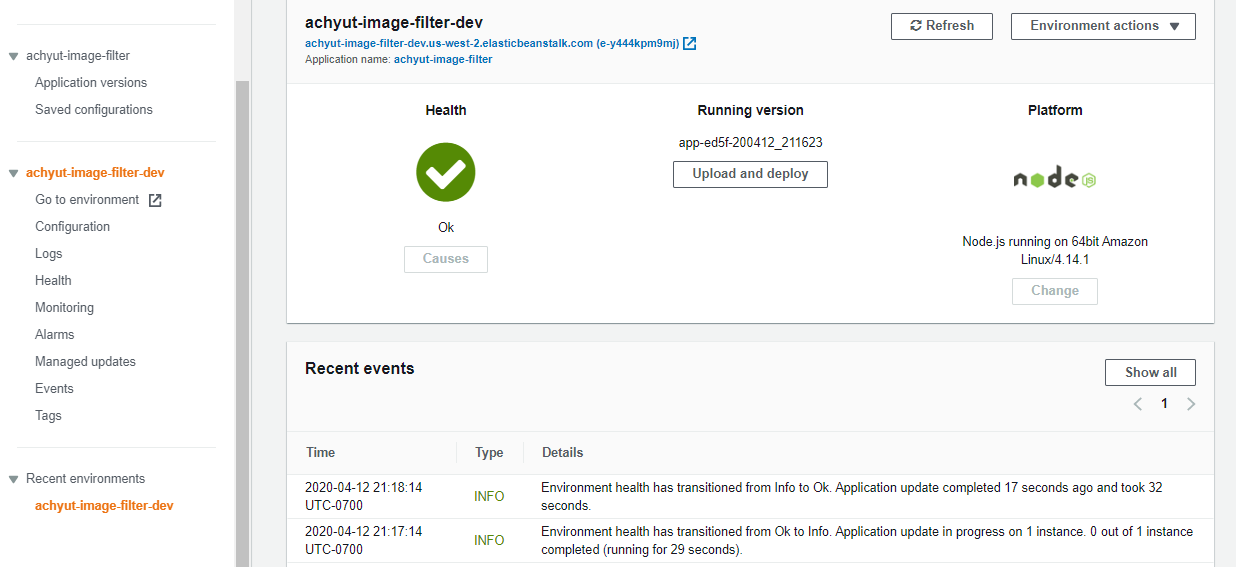 achyut-image-filter
Application versions
Saved configurations
achyut-image-filter-dev
Go to environment
Configuration
Logs
Health
Monitoring
Alarms
Managed updates
Events
Tags
Recent environments
achyut-image-filter-dev
achyut-image-filter-dev
achyut-image-filter-dev.us-west-2.elasticbeanstalk.com (e-y444kpm9mj)
Application name: achyut-image-filter
Refresh
Environment actions
Health
Ok
Causes
Running version
app-ed5f-200412_211623
Upload and deploy
Platform
node
JS
Node.js running on 64bit Amazon
Linux/4.14.1
Change
Recent events
Show all
1
Time Type Details
2020-04-12 21:18:14
UTC-0700
INFO
Environment health has transitioned from Info to Ok. Application update completed 17 seconds ago and took 32
seconds.
2020-04-12 21:17:14
UTC-0700
INFO
Environment health has transitioned from Ok to Info. Application update in progress on 1 instance. 0 out of 1 instance
completed (running for 29 seconds).